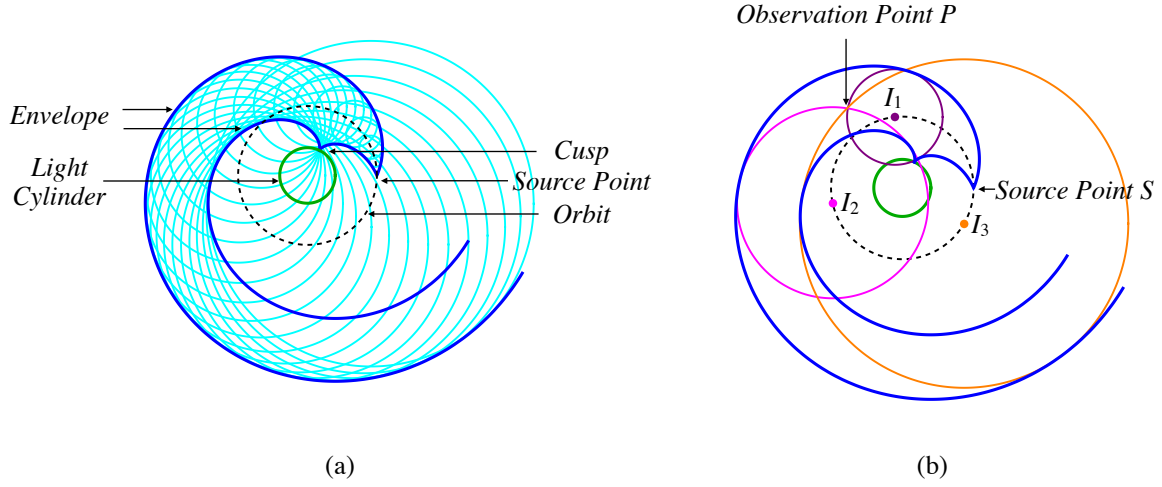 Envelope
Light
Cylinder
Cusp
Source Point
Orbit
(a)
Observation Point P
I1
I2
I3
Source Point S
(b)